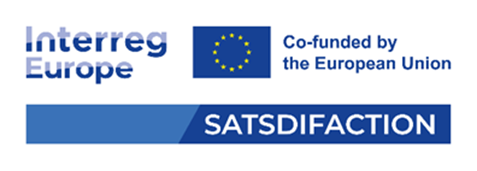 Interreg
Europe
Co-funded by
the European Union
SATSDIFACTION